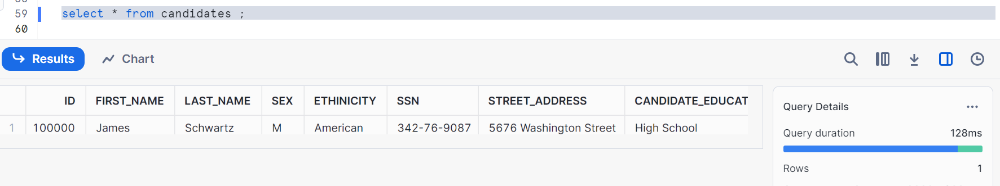 59 select * from candidates ;
60
Results Chart
ID FIRST_NAME LAST_NAME SEX ETHINICITY SSN STREET_ADDRESS CANDIDATE_EDUCAT
1 100000 James Schwartz M American 342-76-9087 5676 Washington Street High School
Query Details ...
Query duration 128ms
Rows 1